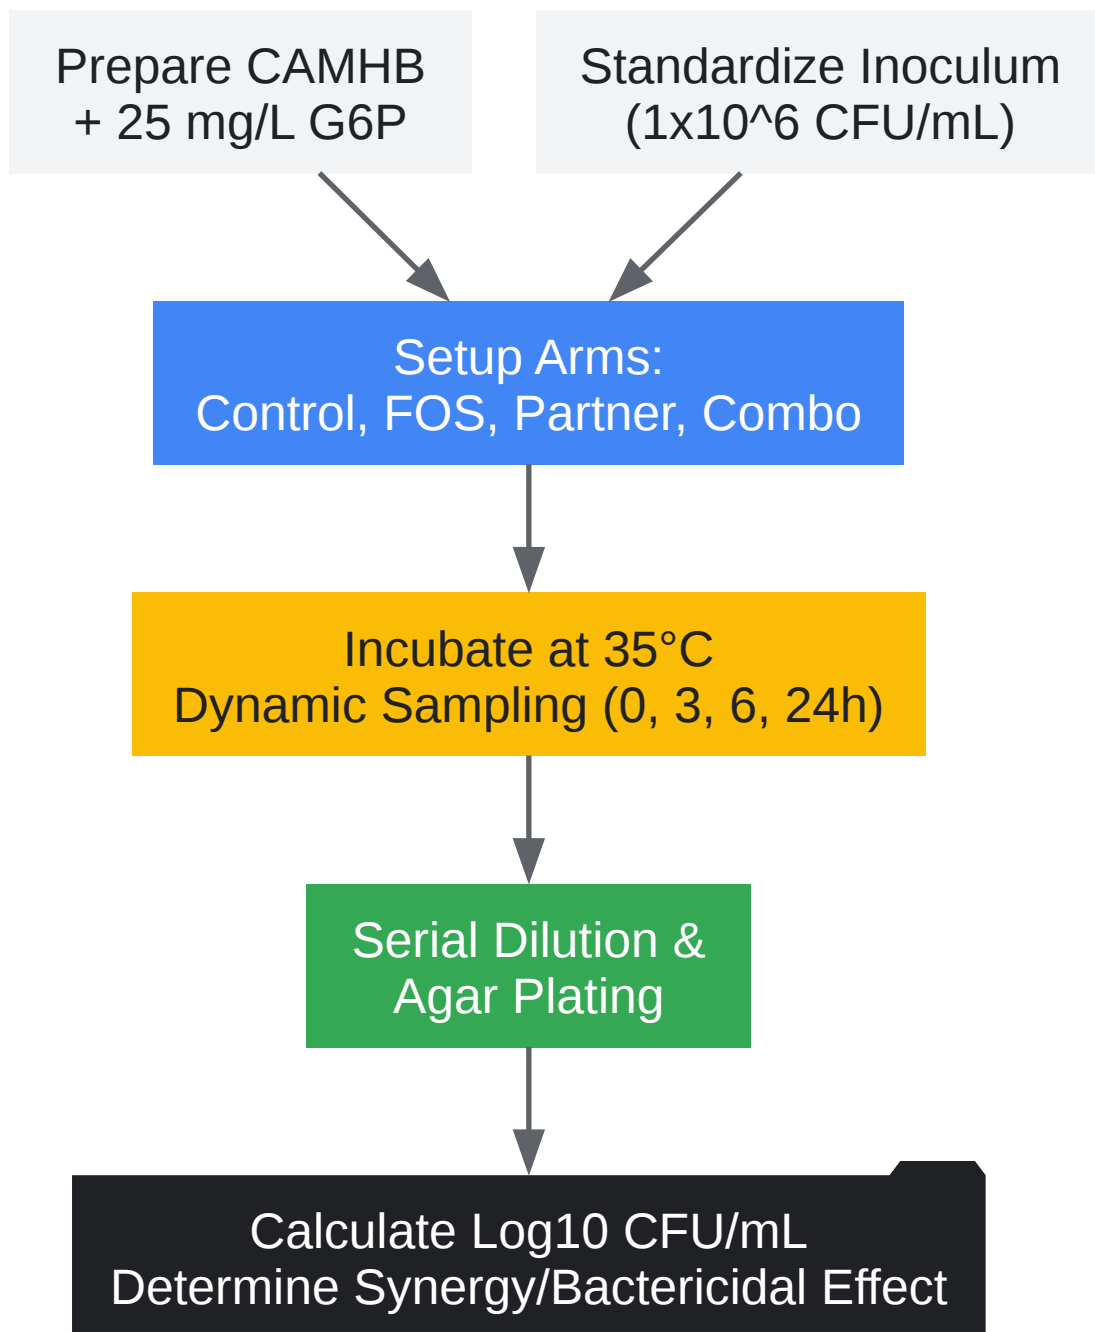 Prepare CAMHB
+ 25 mg/L G6P
Standardize Inoculum
(1x10^6 CFU/mL)
Setup Arms:
Control, FOS, Partner, Combo
Incubate at 35°C
Dynamic Sampling (0, 3, 6, 24h)
Serial Dilution &
Agar Plating
Calculate Log10 CFU/mL
Determine Synergy/Bactericidal Effect